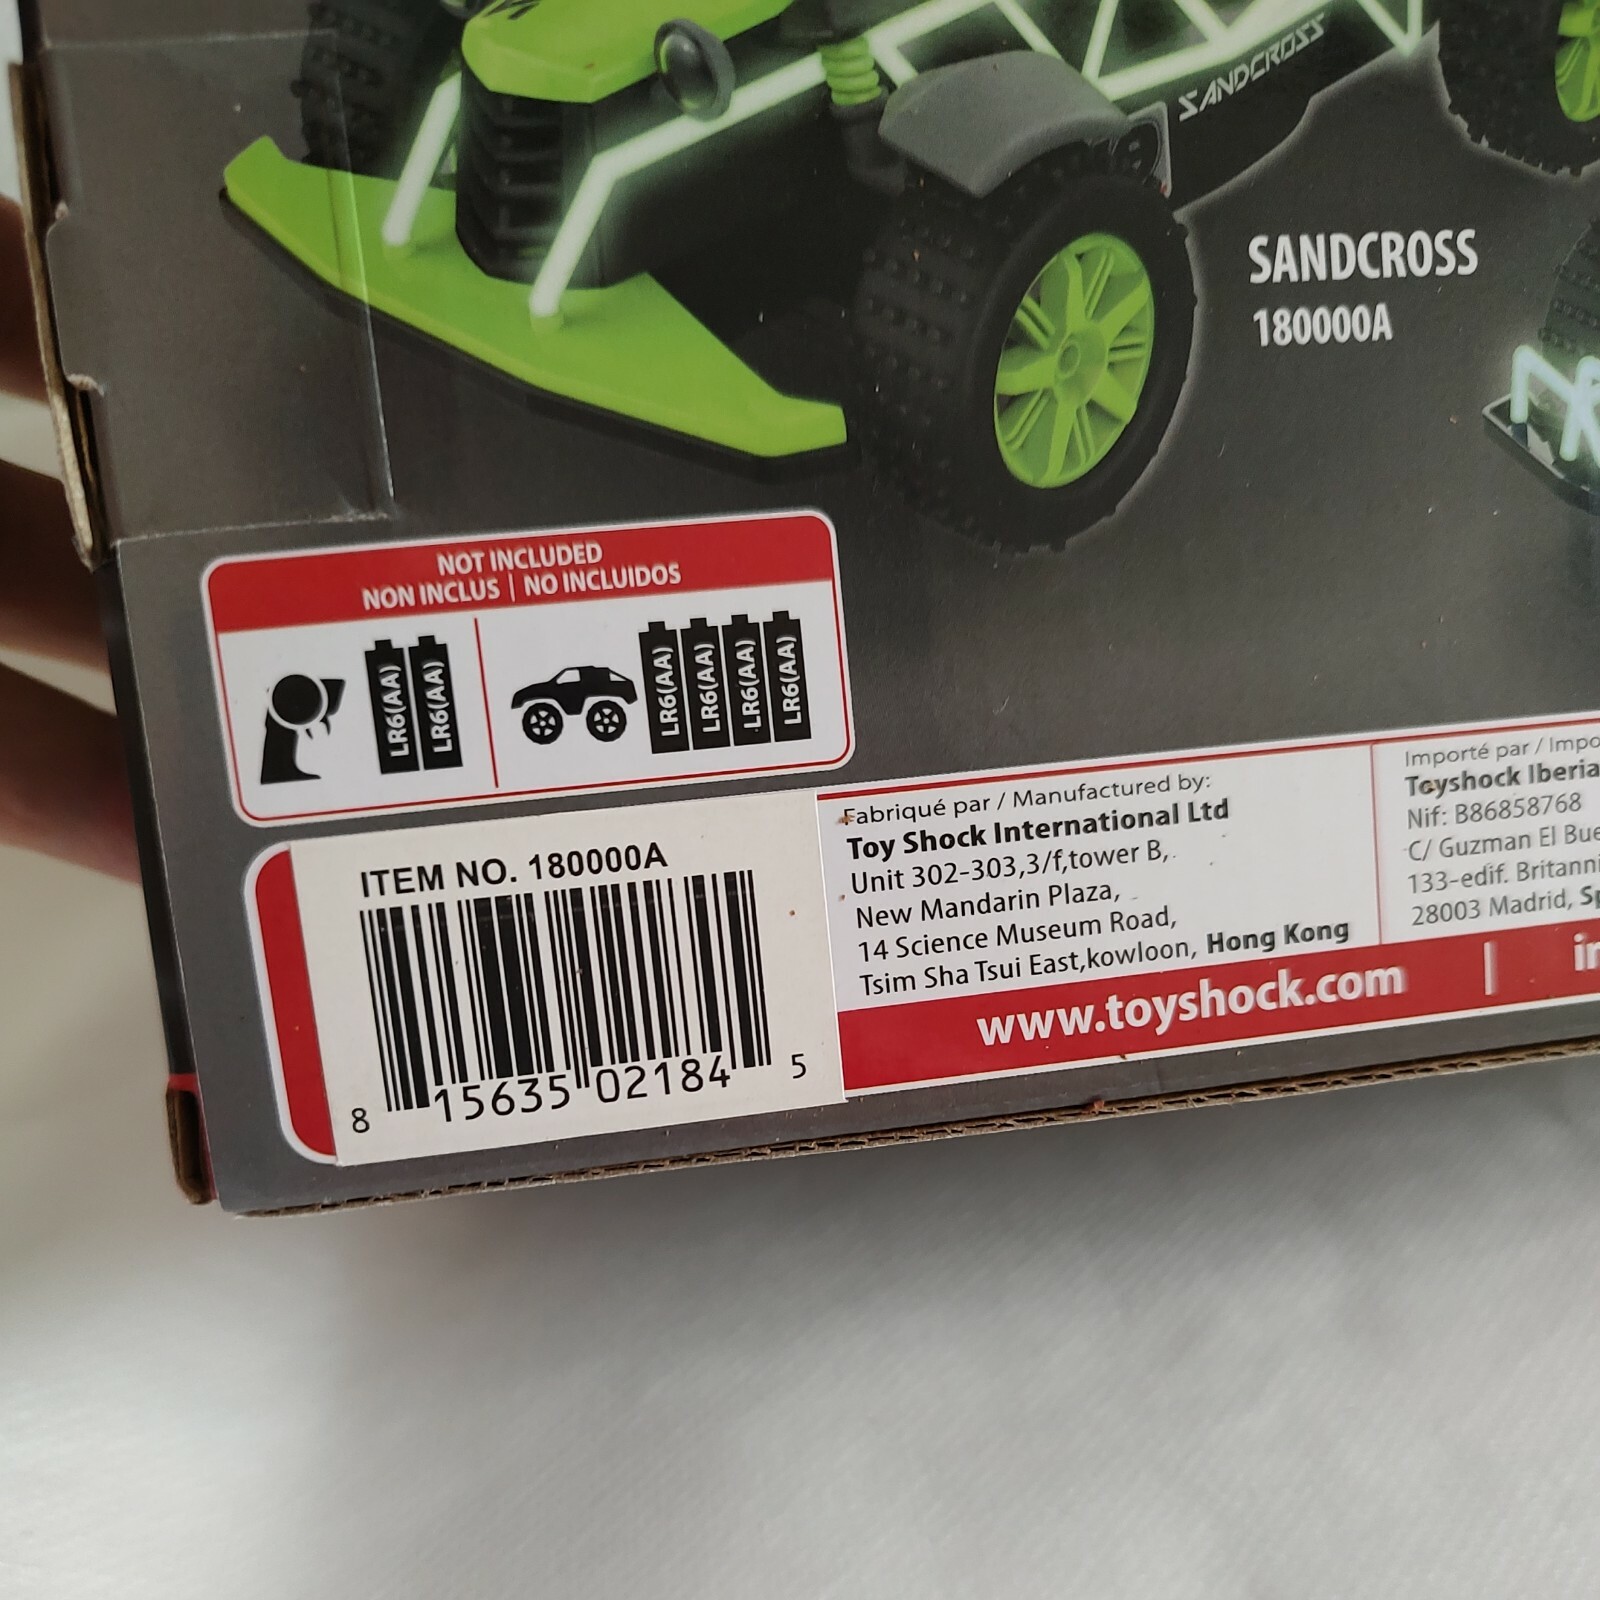 SANDCROSS
SANDCROSS
180000A
NOT INCLUDED
NON INCLUS | NO INCLUIDOS
LR6(AA)
LR6(AA)
LR6(AA)
LR6(AA)
LR6(AA)
LR6(AA)
ITEM NO. 180000A
8 15635 02184 5
Fabriqué par / Manufactured by:
Toy Shock International Ltd
Unit 302-303,3/f,tower B,
New Mandarin Plaza,
14 Science Museum Road,
Tsim Sha Tsui East,kowloon, Hong Kong
Importé par /
Toyshock Iberia
Nif: B86858768
C/ Guzman El
133-edif.
28003 Madrid,
www.toyshock.com |